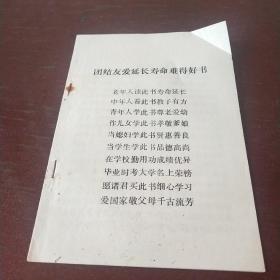 团结友爱延长寿命难得好书
老年人读此书寿命延长
中年人看此书教子有方
青年人学此书尊老爱幼
作儿女学此书孝敬爹娘
当媳妇学此书贤惠善良
当学生学此书品德高尚
在学校勤用功成绩优异
毕业时考大学名上荣榜
愿诸君买此书细心学习
爱国家敬父母千古流芳